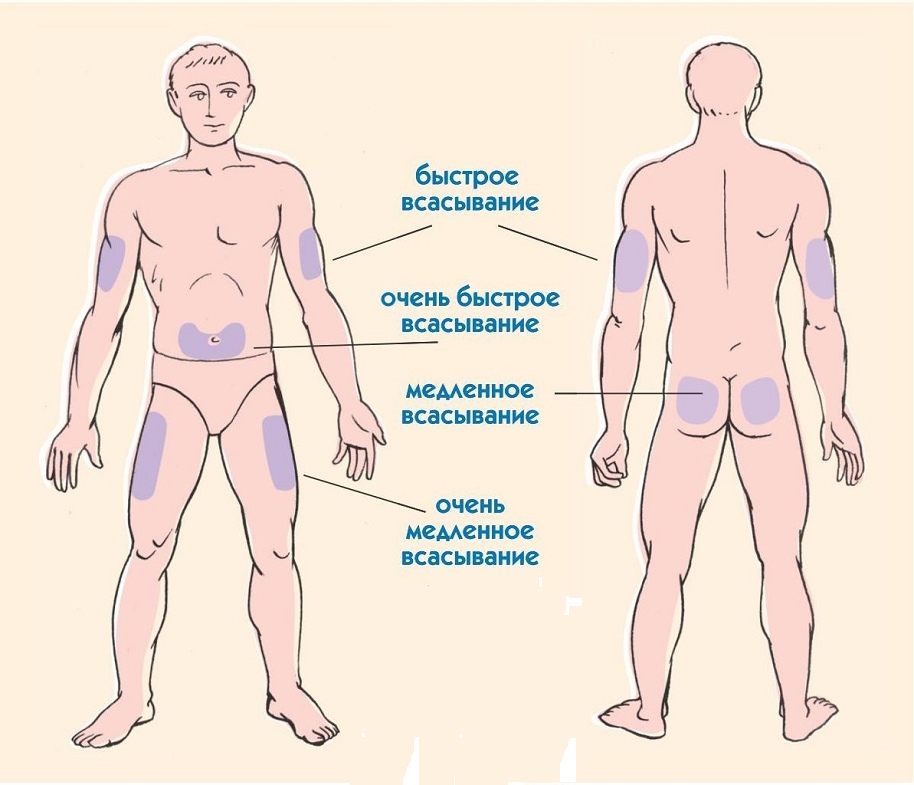 быстрое
всасывание
очень быстрое
всасывание
медленное
всасывание
очень
медленное
всасывание